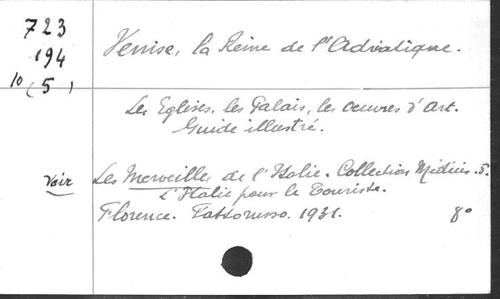 723
194
10 (5)
Venise, la Reine de l'Adriatique.
Les Eglises, les Palais, les oeuvres d'Art.
Guide illustré.
Voir
Les Merveilles de l'Italie. Collection Médicis. 5.
L'Italie pour le Touriste.
Florence. Fattorusso. 1931. 8°